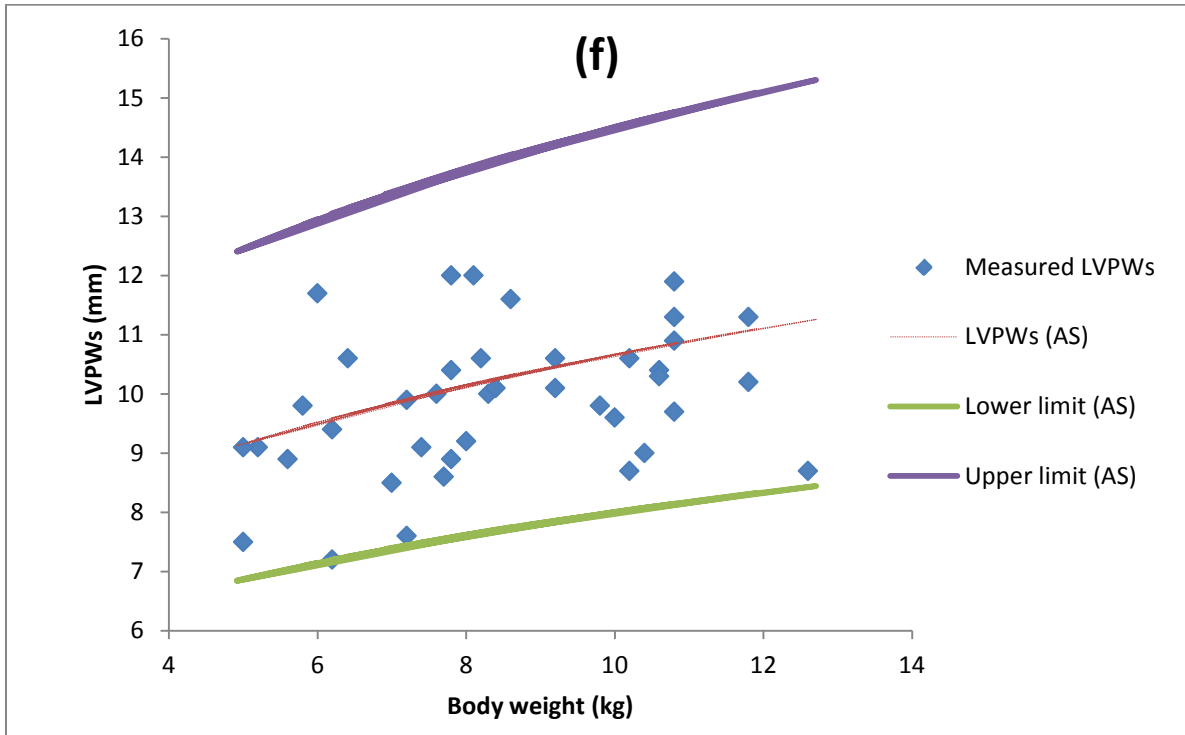 (f)
16
15
14
13
12
11
10
9
8
7
6
LVPWs (mm)
4
6
8
10
12
14
Body weight (kg)
Measured LVPWs
LVPWs (AS)
Lower limit (AS)
Upper limit (AS)